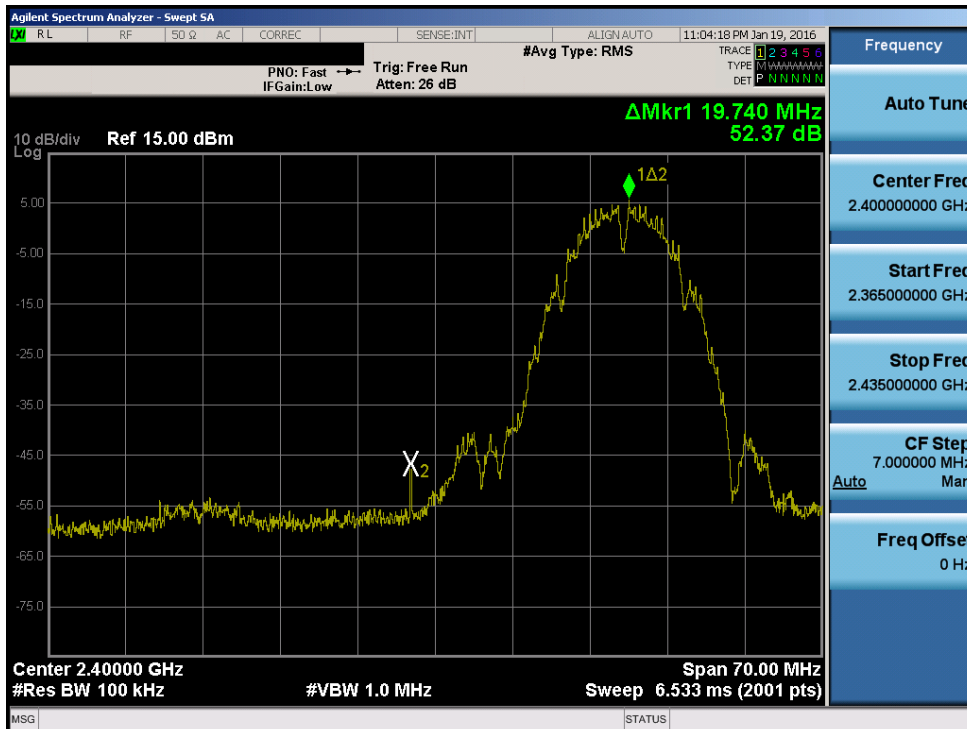 Agilent Spectrum Analyzer - Swept SA
LXI RL RF 50 Ω AC CORREC SENSE:INT ALIGN AUTO 11:04:18 PM Jan 19, 2016
#Avg Type: RMS TRACE 1 2 3 4 5 6
PNO: Fast Trig: Free Run TYPE MWWWWW
IFGain:Low Atten: 26 dB DET P N N N N N
ΔMkr1 19.740 MHz
52.37 dB
10 dB/div Ref 15.00 dBm
Log
1Δ2
5.00
-5.00
-15.0
-25.0
-35.0
-45.0
2
-55.0
-65.0
-75.0
Center 2.40000 GHz Span 70.00 MHz
#Res BW 100 kHz #VBW 1.0 MHz Sweep 6.533 ms (2001 pts)
MSG STATUS
Frequency
Auto Tune
Center Freq
2.400000000 GHz
Start Freq
2.365000000 GHz
Stop Freq
2.435000000 GHz
CF Step
7.000000 MHz
Auto Man
Freq Offset
0 Hz